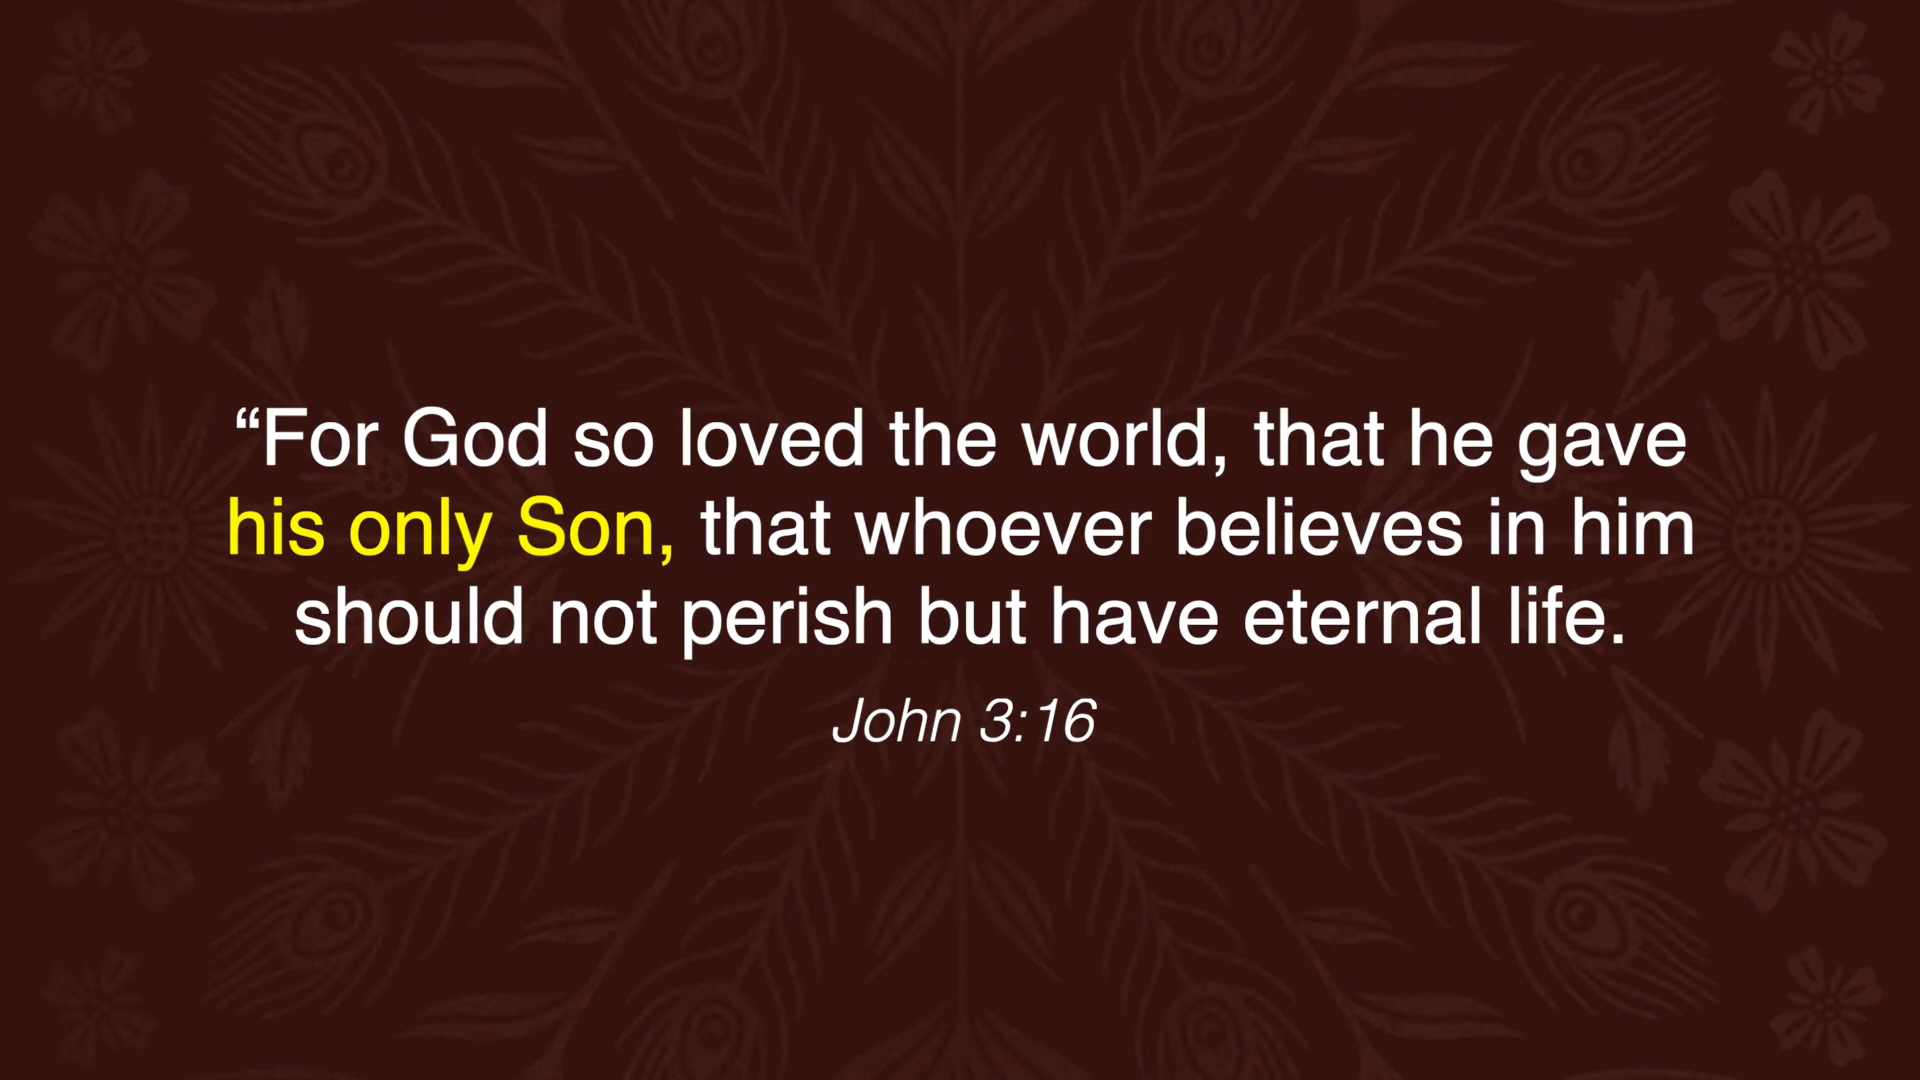 “For God so loved the world, that he gave
his only Son, that whoever believes in him
should not perish but have eternal life.
John 3:16